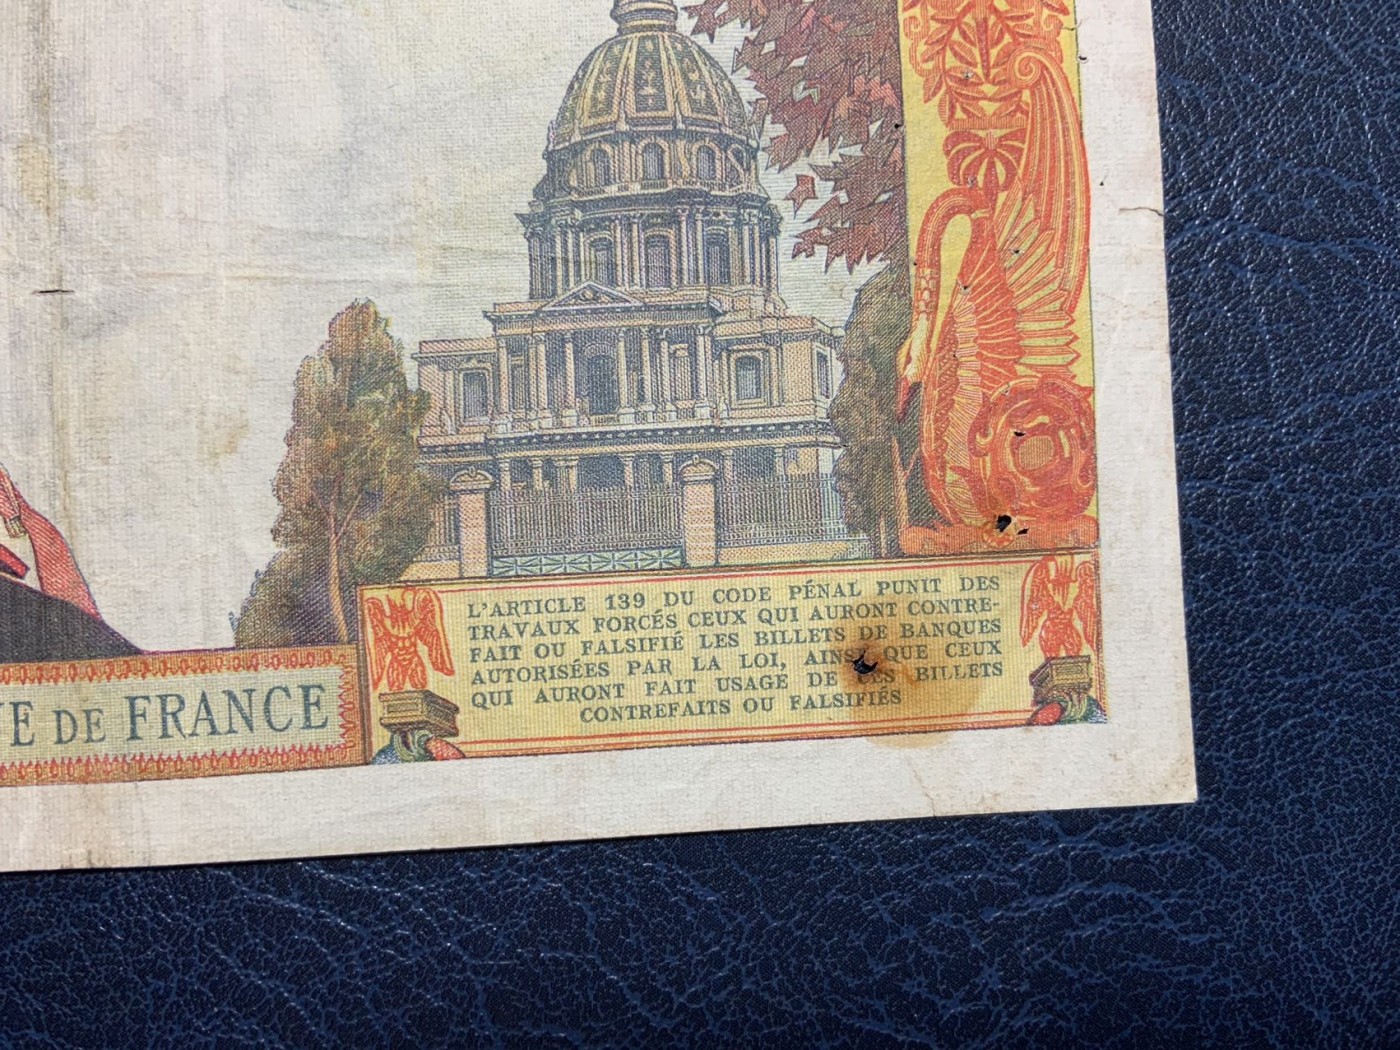 L'ARTICLE 139 DU CODE PÉNAL PUNIT DES
TRAVAUX FORCÉS CEUX QUI AURONT CONTRE-
FAIT OU FALSIFIÉ LES BILLETS DE BANQUES
AUTORISÉES PAR LA LOI, AINSI QUE CEUX
QUI AURONT FAIT USAGE DE CES BILLETS
CONTREFAITS OU FALSIFIÉS
UE DE FRANCE